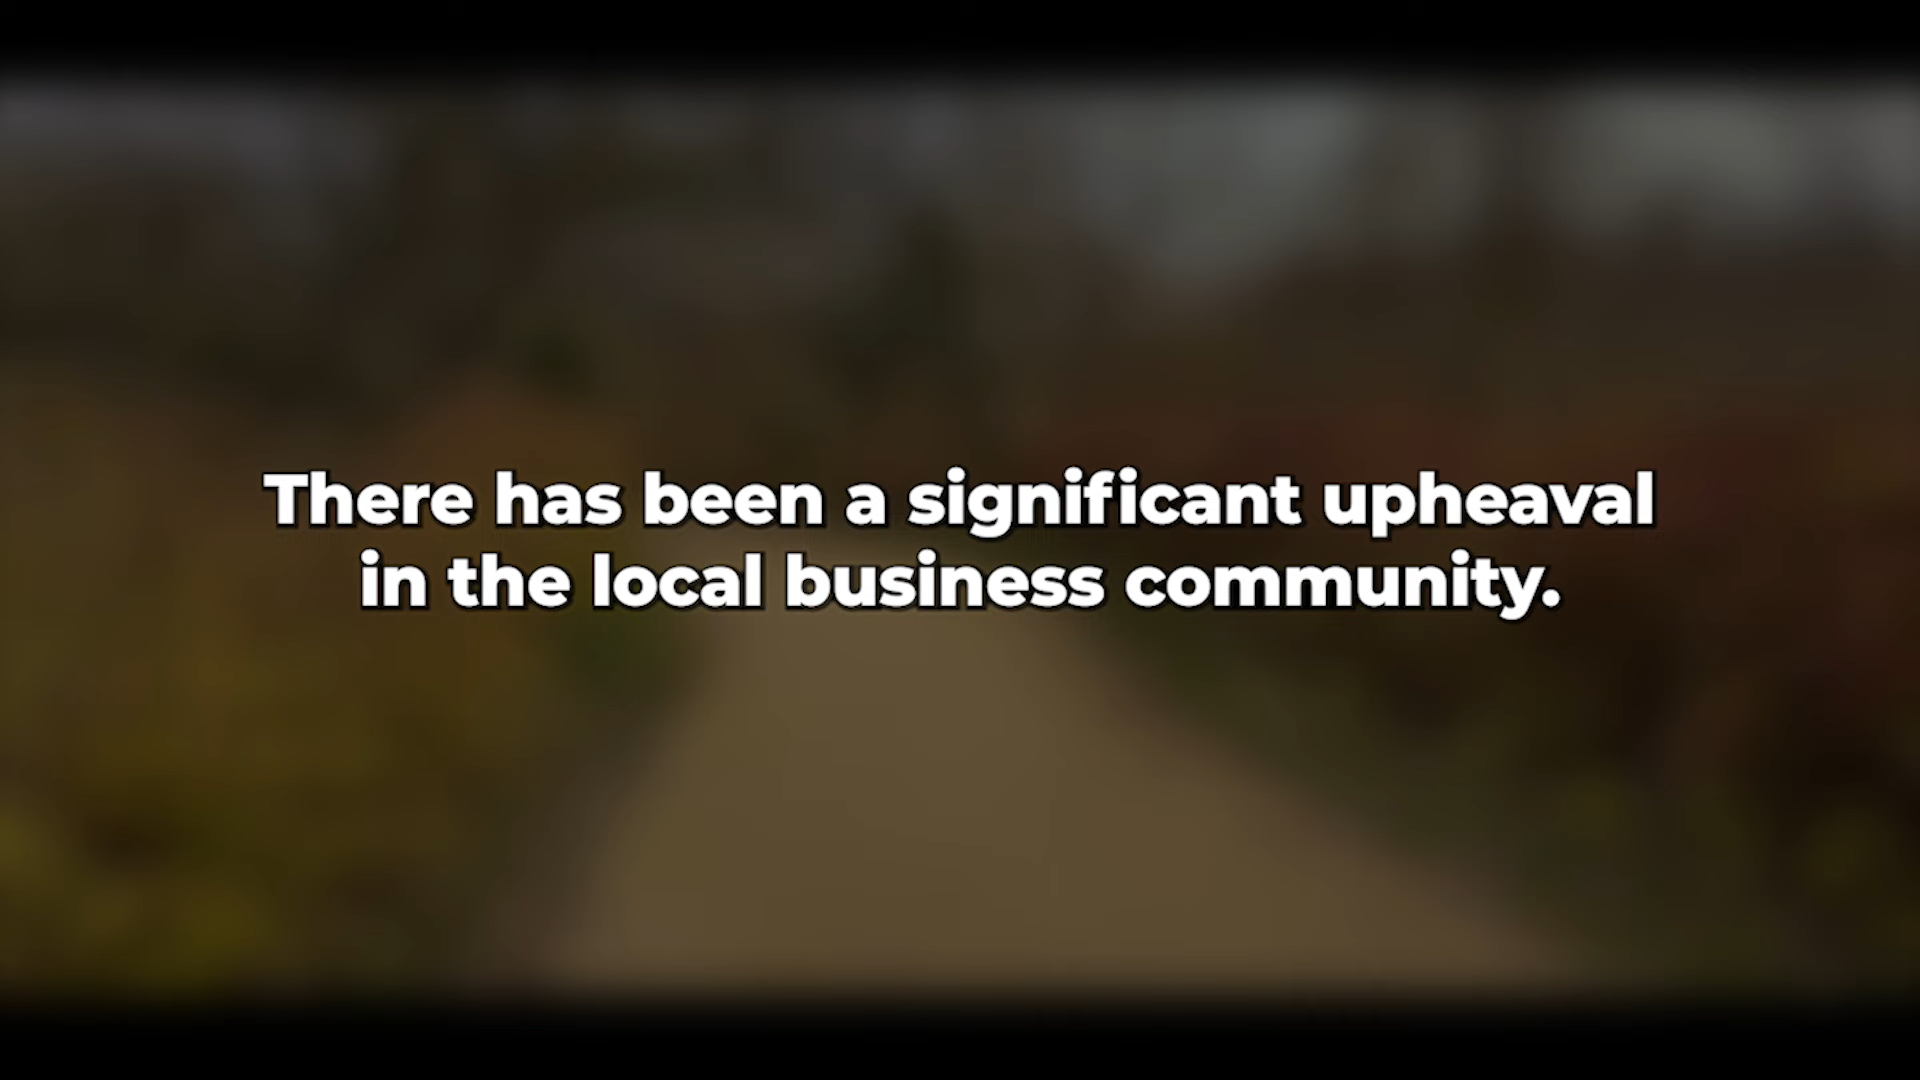 There has been a significant upheaval
in the local business community.